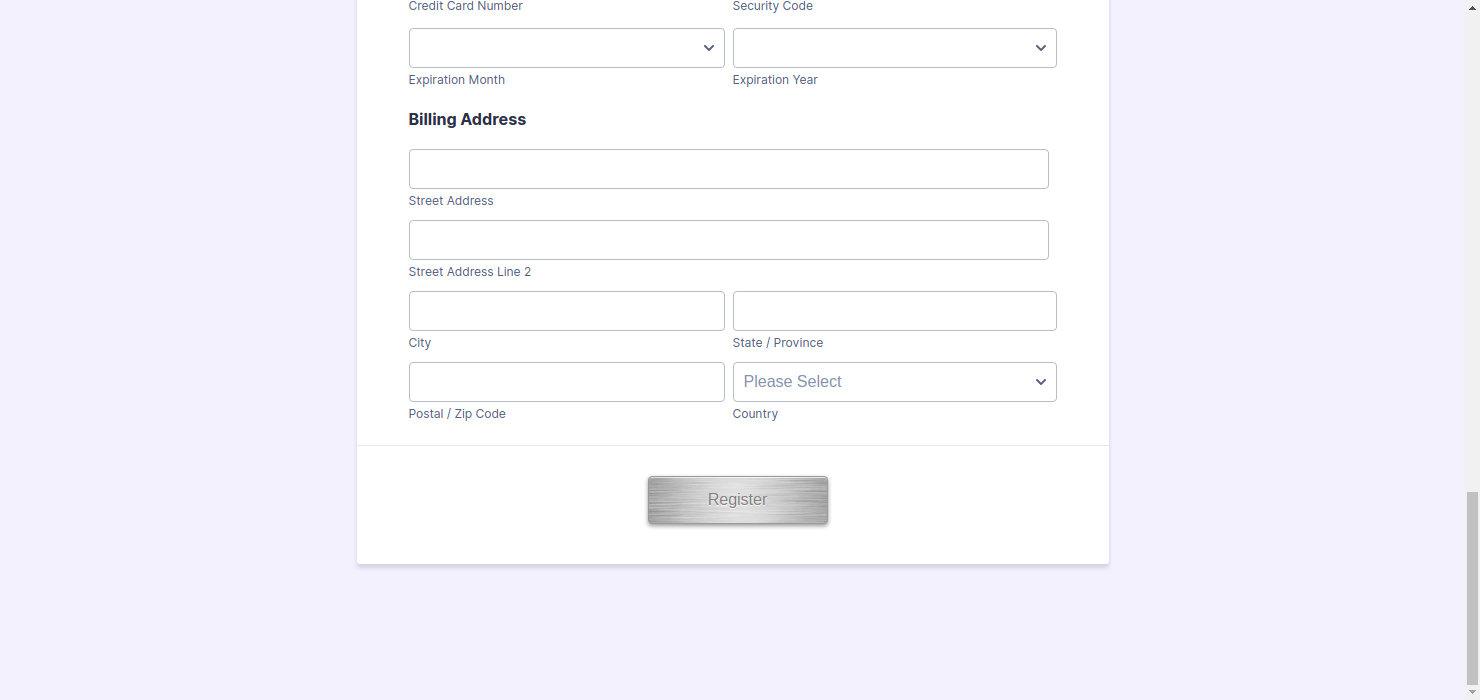 Credit Card Number
Security Code
Expiration Month
Expiration Year
Billing Address
Street Address
Street Address Line 2
City
State / Province
Please Select
Postal / Zip Code
Country
Register